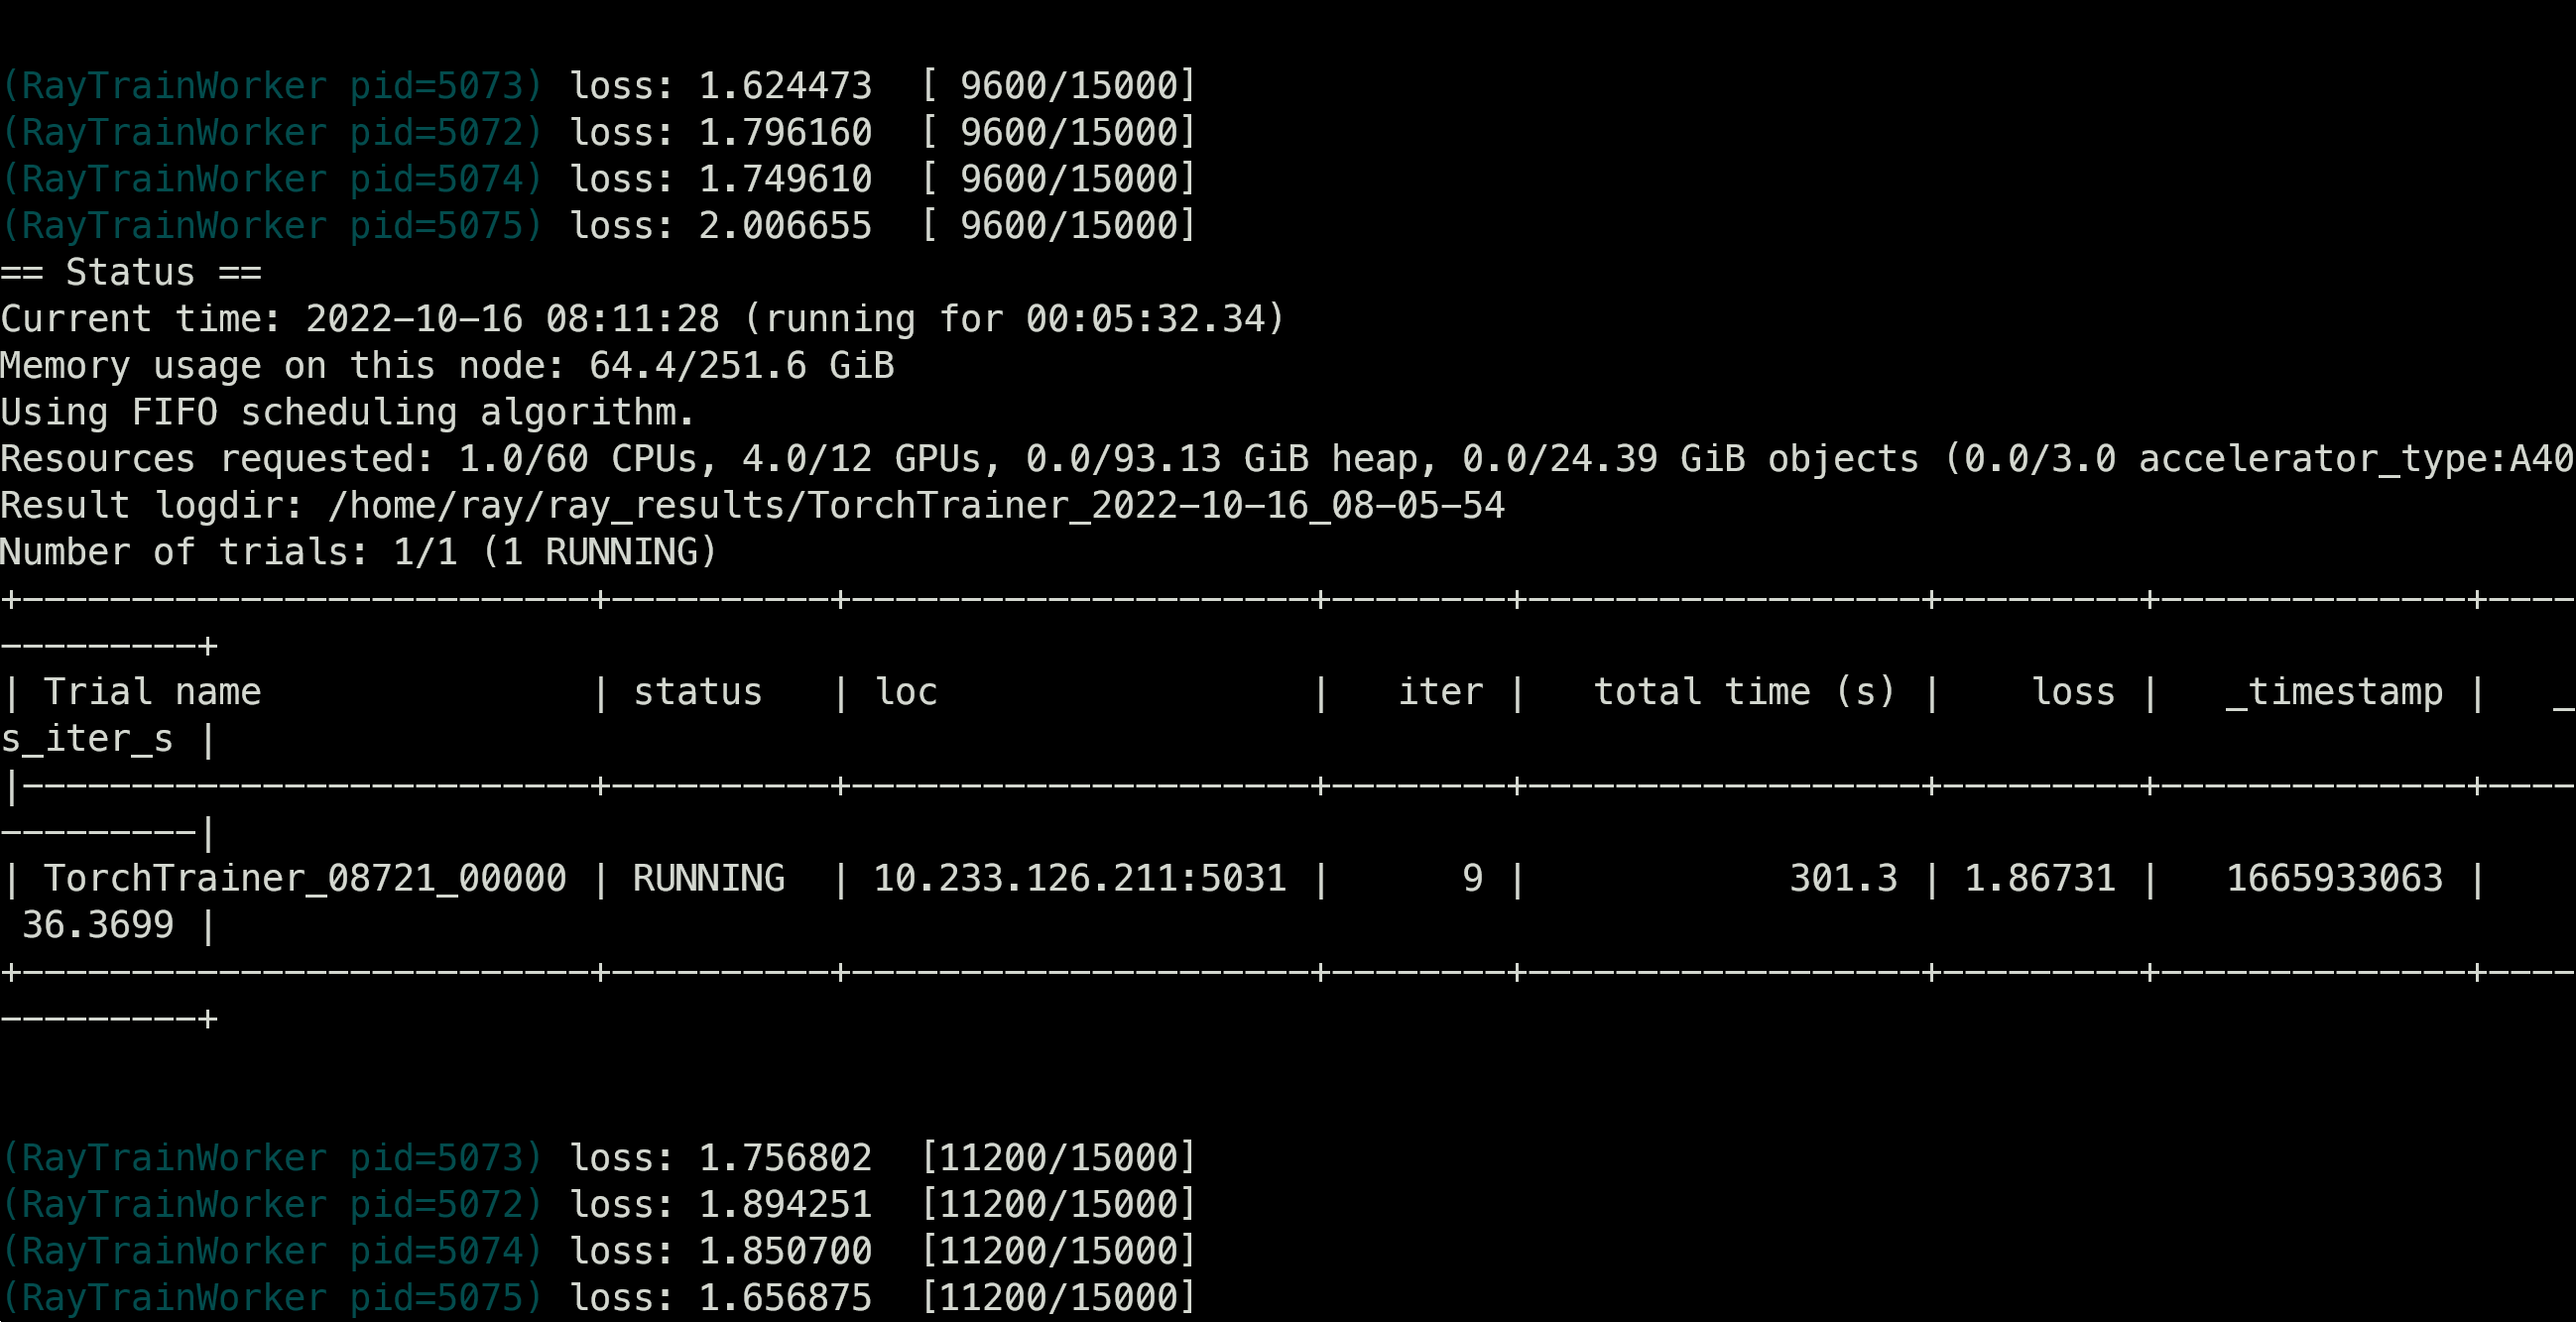 (RayTrainWorker pid=5073) loss: 1.624473  [ 9600/15000]
(RayTrainWorker pid=5072) loss: 1.796160  [ 9600/15000]
(RayTrainWorker pid=5074) loss: 1.749610  [ 9600/15000]
(RayTrainWorker pid=5075) loss: 2.006655  [ 9600/15000]
== Status ==
Current time: 2022-10-16 08:11:28 (running for 00:05:32.34)
Memory usage on this node: 64.4/251.6 GiB
Using FIFO scheduling algorithm.
Resources requested: 1.0/60 CPUs, 4.0/12 GPUs, 0.0/93.13 GiB heap, 0.0/24.39 GiB objects (0.0/3.0 accelerator_type:A40
Result logdir: /home/ray/ray_results/TorchTrainer_2022-10-16_08-05-54
Number of trials: 1/1 (1 RUNNING)
+--------------------------+----------+---------------------+--------+------------------+---------+--------------+----
---------+
| Trial name               | status   | loc                 |   iter |   total time (s) |    loss |   _timestamp |   _
s_iter_s |
|--------------------------+----------+---------------------+--------+------------------+---------+--------------+----
---------|
| TorchTrainer_08721_00000 | RUNNING  | 10.233.126.211:5031 |      9 |            301.3 | 1.86731 |   1665933063 |
 36.3699 |
+--------------------------+----------+---------------------+--------+------------------+---------+--------------+----
---------+
(RayTrainWorker pid=5073) loss: 1.756802  [11200/15000]
(RayTrainWorker pid=5072) loss: 1.894251  [11200/15000]
(RayTrainWorker pid=5074) loss: 1.850700  [11200/15000]
(RayTrainWorker pid=5075) loss: 1.656875  [11200/15000]